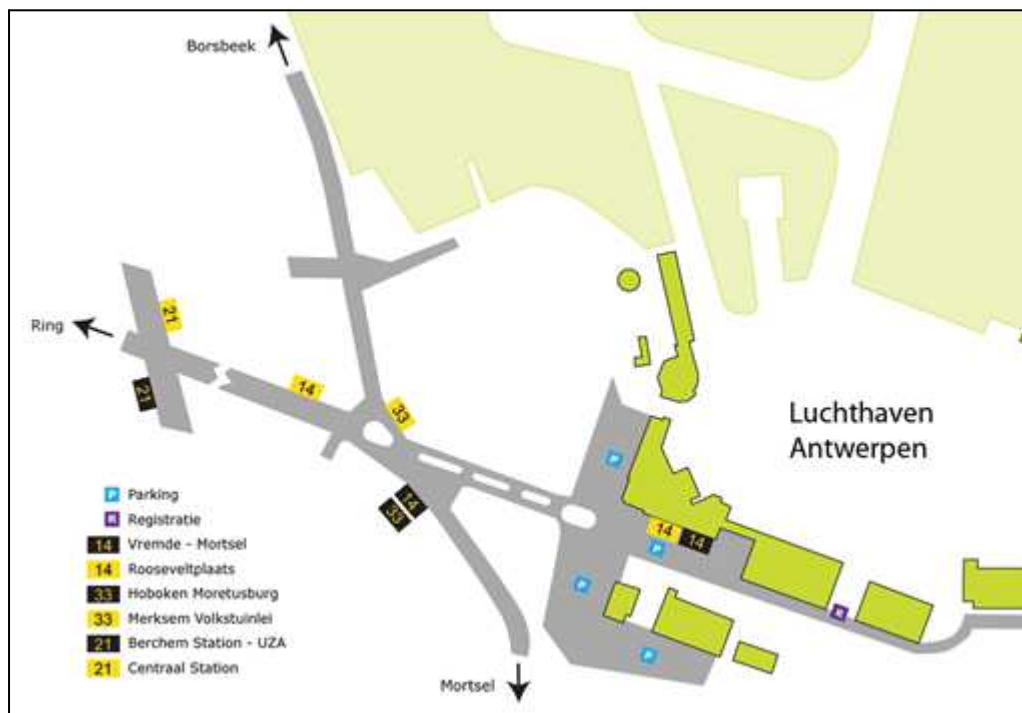 Borsbeek
Ring
21
21
14
33
Luchthaven
Antwerpen
P
14
33
14 14
P
P
P
R
P Parking
R Registratie
14 Vremde - Mortsel
14 Rooseveltplaats
33 Hoboken Moretusburg
33 Merksem Volkstuinlei
21 Berchem Station - UZA
21 Centraal Station
Mortsel